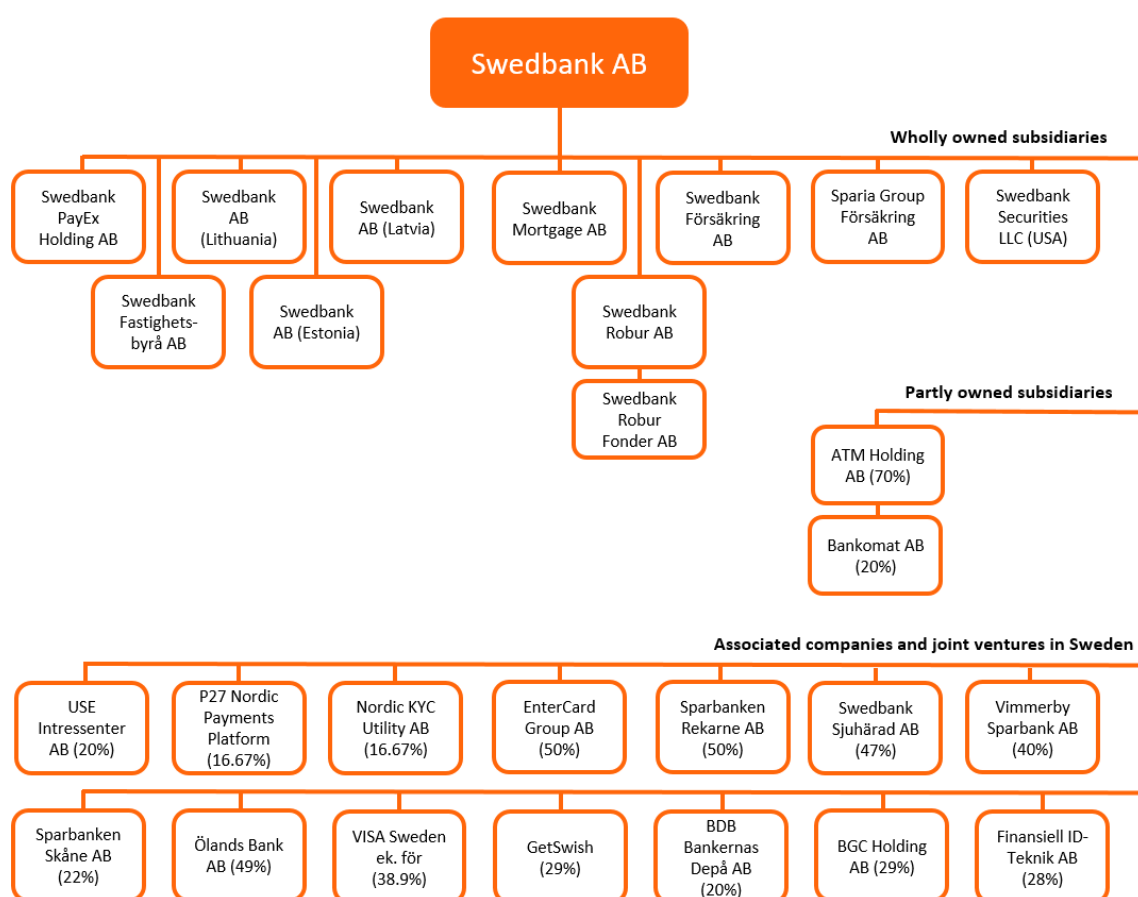 Swedbank AB
Wholly owned subsidiaries
Swedbank
PayEx
Holding AB
Swedbank
AB
(Lithuania)
Swedbank
AB (Latvia)
Swedbank
Mortgage AB
Swedbank
Försäkring
AB
Sparia Group
Försäkring
AB
Swedbank
Securities
LLC (USA)
Swedbank
Fastighets-
byrå AB
Swedbank
AB (Estonia)
Swedbank
Robur AB
Swedbank
Robur
Fonder AB
Partly owned subsidiaries
ATM Holding
AB (70%)
Bankomat AB
(20%)
Associated companies and joint ventures in Sweden
USE
Intressenter
AB (20%)
P27 Nordic
Payments
Platform
(16.67%)
Nordic KYC
Utility AB
(16.67%)
EnterCard
Group AB
(50%)
Sparbanken
Rekarne AB
(50%)
Swedbank
Sjuhärad AB
(47%)
Vimmerby
Sparbank AB
(40%)
Sparbanken
Skåne AB
(22%)
Ölands Bank
AB (49%)
VISA Sweden
ek. för
(38.9%)
GetSwish
(29%)
BDB
Bankernas
Depå AB
(20%)
BGC Holding
AB (29%)
Finansiell ID-
Teknik AB
(28%)